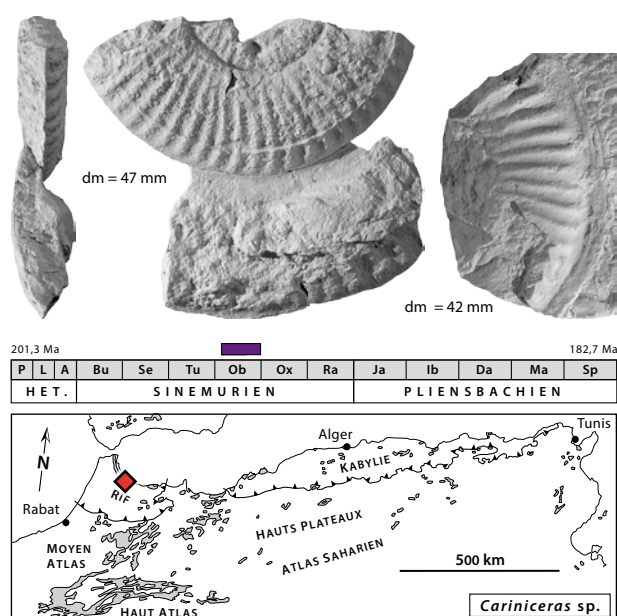 dm = 47 mm
dm = 42 mm
201,3 Ma
182,7 Ma
P L A Bu Se Tu Ob Ox Ra Ja Ib Da Ma Sp
HET. SINEMURIEN PLIENSBACHIEN
Tunis
Alger
N
KABYLIE
RIF
Rabat
HAUTS PLATEAUX
MOYEN
ATLAS
ATLAS SAHARIEN
500 km
HAUT ATLAS
Cariniceras sp.